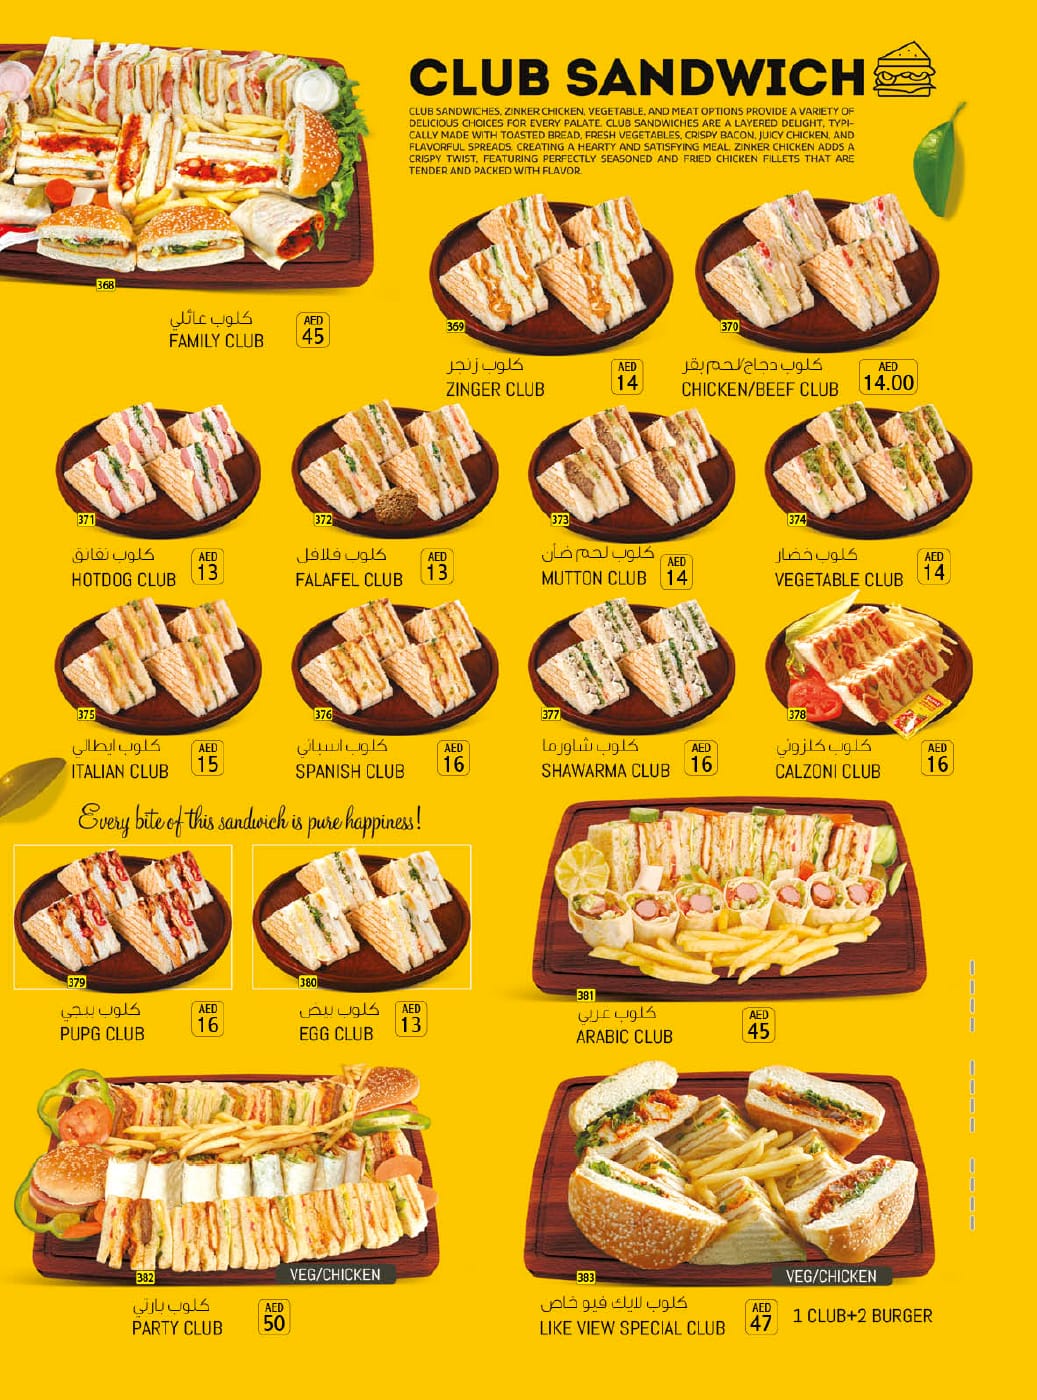 CLUB SANDWICH
CLUB SANDWICHES, ZINKER CHICKEN, VEGETABLE, AND MEAT OPTIONS PROVIDE A VARIETY OF
DELICIOUS CHOICES FOR EVERY PALATE. CLUB SANDWICHES ARE A LAYERED DELIGHT, TYPI-
CALLY MADE WITH TOASTED BREAD, FRESH VEGETABLES, CRISPY BACON, JUICY CHICKEN, AND
FLAVORFUL SPREADS, CREATING A HEARTY AND SATISFYING MEAL. ZINKER CHICKEN ADDS A
CRISPY TWIST, FEATURING PERFECTLY SEASONED AND FRIED CHICKEN FILLETS THAT ARE
TENDER AND PACKED WITH FLAVOR.
368
كلوب عائلي
FAMILY CLUB
AED
45
369
كلوب زنجر
ZINGER CLUB
AED
14
370
كلوب دجاج/لحم بقر
CHICKEN/BEEF CLUB
AED
14.00
371
كلوب نقانق
HOTDOG CLUB
AED
13
372
كلوب فلافل
FALAFEL CLUB
AED
13
373
كلوب لحم ضأن
MUTTON CLUB
AED
14
374
كلوب خضار
VEGETABLE CLUB
AED
14
375
كلوب ايطالي
ITALIAN CLUB
AED
15
376
كلوب اسباني
SPANISH CLUB
AED
16
377
كلوب شاورما
SHAWARMA CLUB
AED
16
378
كلوب كلزوني
CALZONI CLUB
AED
16
Every bite of this sandwich is pure happiness!
379
كلوب ببجي
PUPG CLUB
AED
16
380
كلوب بيض
EGG CLUB
AED
13
381
كلوب عربي
ARABIC CLUB
AED
45
382
VEG/CHICKEN
كلوب بارتي
PARTY CLUB
AED
50
383
VEG/CHICKEN
كلوب لايك فيو خاص
LIKE VIEW SPECIAL CLUB
AED
47
1 CLUB+2 BURGER